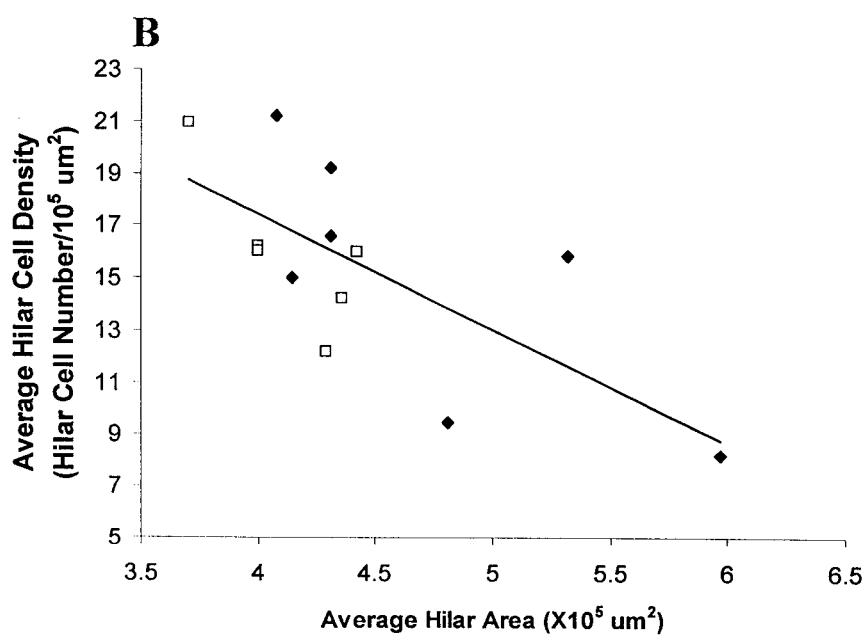 B
Average Hilar Cell Density
(Hilar Cell Number/10⁵ um²)
23
21
19
17
15
13
11
9
7
5
3.5 4 4.5 5 5.5 6 6.5
Average Hilar Area (X10⁵ um²)